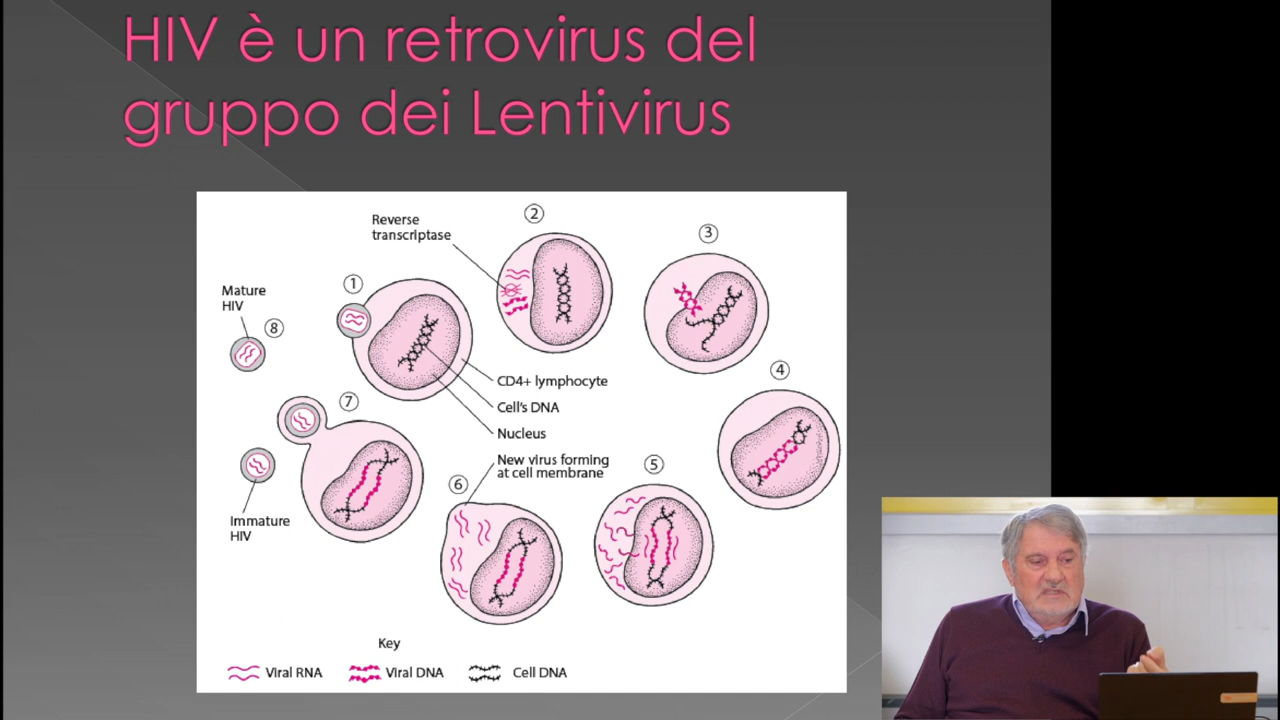 HIV è un retrovirus del
gruppo dei Lentivirus
Reverse
transcriptase
1
2
3
Mature
HIV
8
4
CD4+ lymphocyte
Cell's DNA
Nucleus
7
New virus forming
at cell membrane
6
5
Immature
HIV
Key
Viral RNA
Viral DNA
Cell DNA